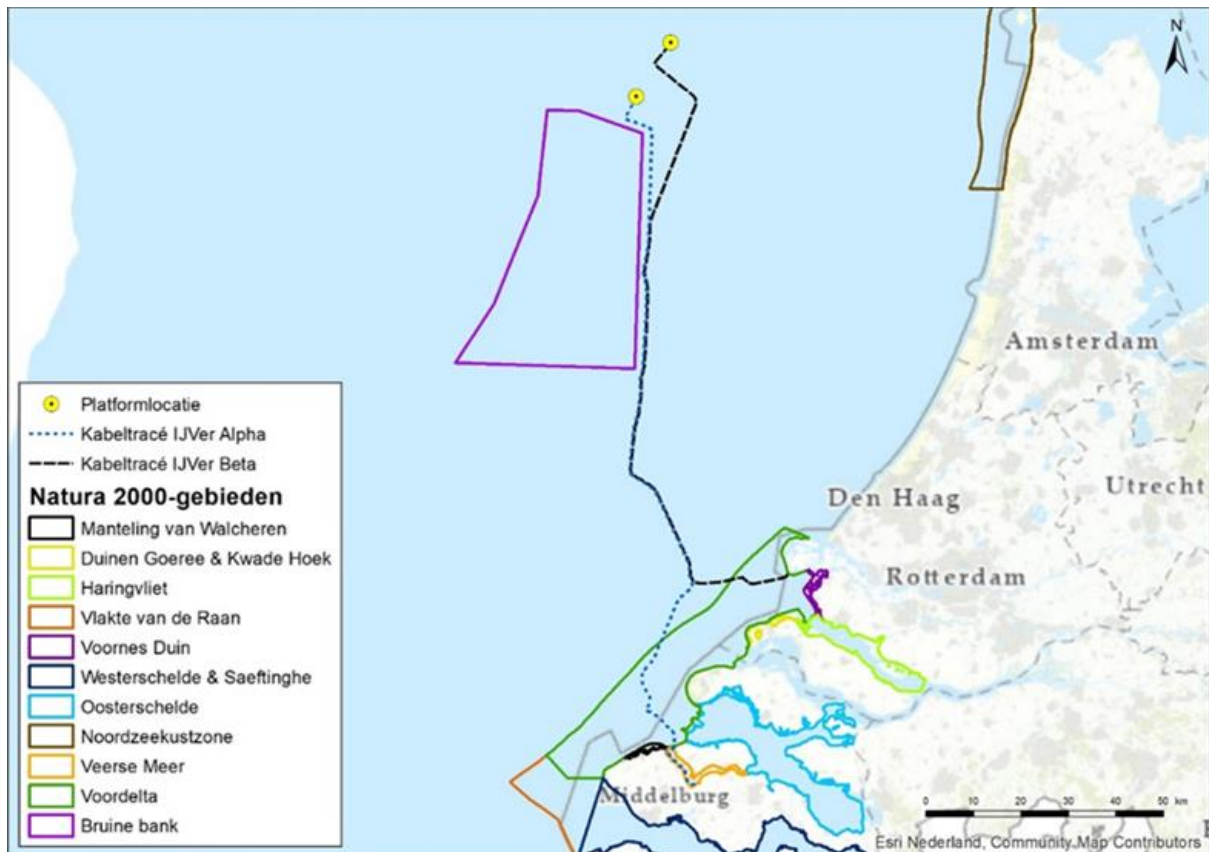 N
Amsterdam
Den Haag
Utrecht
Rotterdam
Middelburg
Platformlocatie
Kabeltracé IJVer Alpha
Kabeltracé IJVer Beta
Natura 2000-gebieden
Manteling van Walcheren
Duinen Goeree & Kwade Hoek
Haringvliet
Vlakte van de Raan
Voornes Duin
Westerschelde & Saeftinghe
Oosterschelde
Noordzeekustzone
Veerse Meer
Voordelta
Bruine bank
0 10 20 30 40 50 km
Esri Nederland, Community Map Contributors